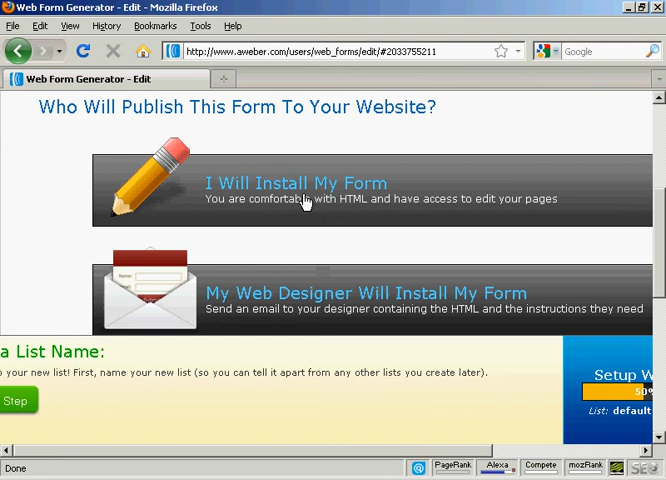 Web Form Generator - Edit - Mozilla Firefox
File Edit View History Bookmarks Tools Help
http://www.aweber.com/users/web_forms/edit/#2033755211
Google
Web Form Generator - Edit
Who Will Publish This Form To Your Website?
I Will Install My Form
You are comfortable with HTML and have access to edit your pages
My Web Designer Will Install My Form
Send an email to your designer containing the HTML and the instructions they need
a List Name:
o your new list! First, name your new list (so you can tell it apart from any other lists you create later).
Step
Setup W
50%
List: default
Done
PageRank Alexa Compete mozRank SEO